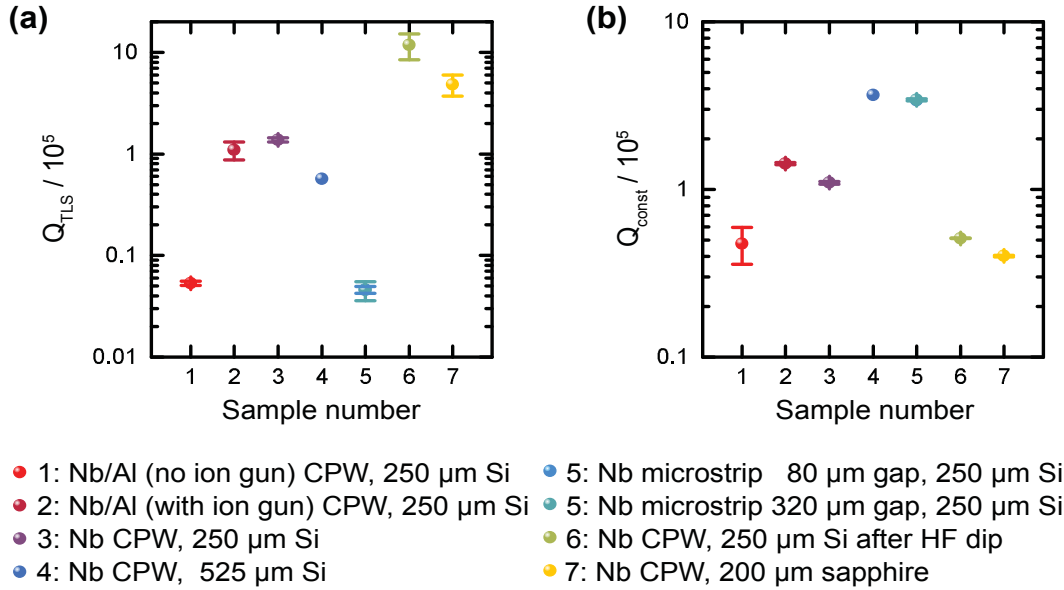 (a)
10
1
0.1
0.01
Q_TLS / 10^5
1 2 3 4 5 6 7
Sample number
(b)
10
1
0.1
Q_const / 10^5
1 2 3 4 5 6 7
Sample number
1: Nb/Al (no ion gun) CPW, 250 µm Si
2: Nb/Al (with ion gun) CPW, 250 µm Si
3: Nb CPW, 250 µm Si
4: Nb CPW, 525 µm Si
5: Nb microstrip 80 µm gap, 250 µm Si
5: Nb microstrip 320 µm gap, 250 µm Si
6: Nb CPW, 250 µm Si after HF dip
7: Nb CPW, 200 µm sapphire